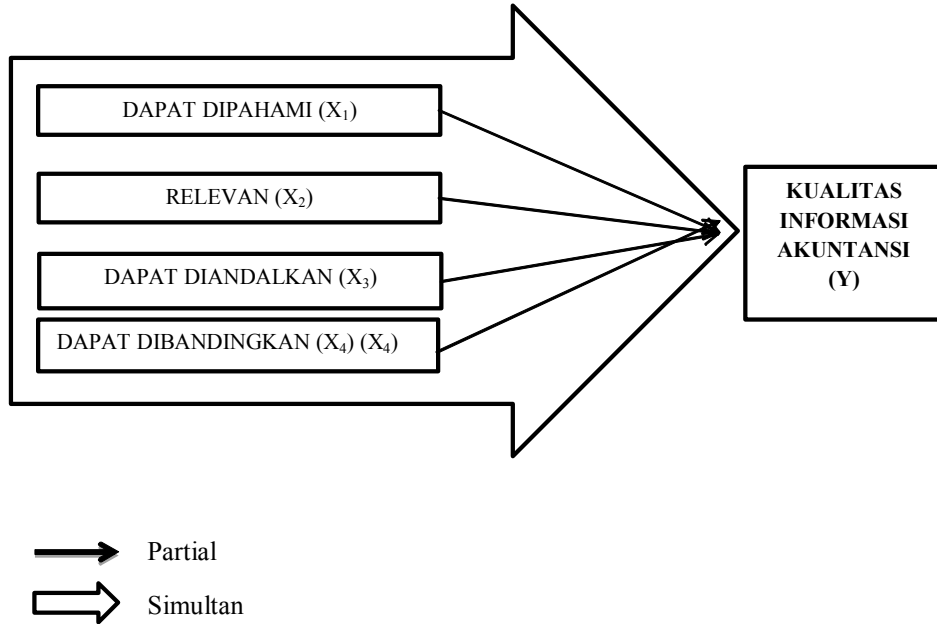 DAPAT DIPAHAMI (X₁)
RELEVAN (X₂)
DAPAT DIANDALKAN (X₃)
DAPAT DIBANDINGKAN (X₄) (X₄)
KUALITAS
INFORMASI
AKUNTANSI
(Y)
Partial
Simultan